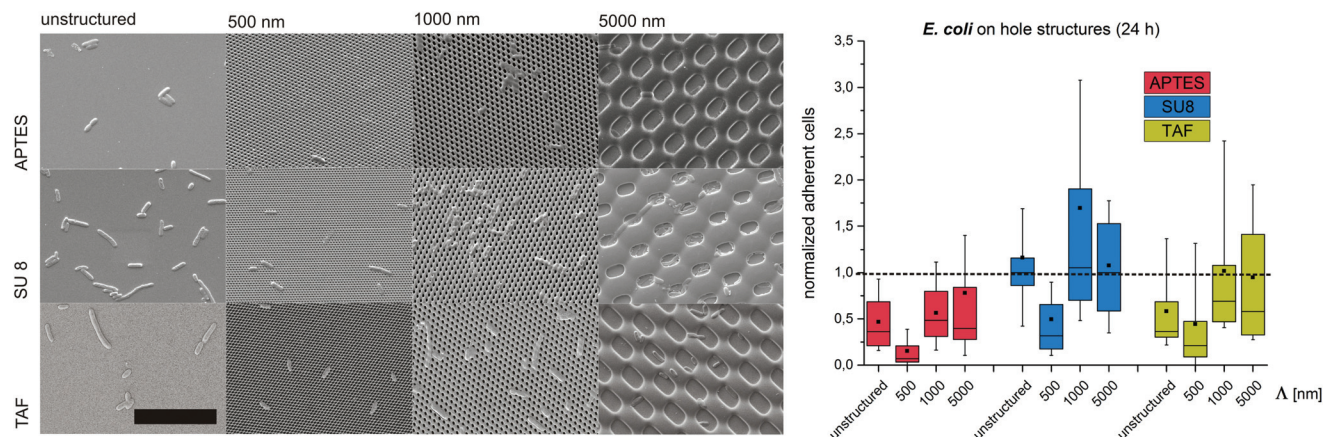 unstructured 500 nm 1000 nm 5000 nm
APTES
SU 8
TAF
E. coli on hole structures (24 h)
normalized adherent cells
3,5
3,0
2,5
2,0
1,5
1,0
0,5
0,0
APTES
SU8
TAF
unstructured 500 1000 5000 unstructured 500 1000 5000 unstructured 500 1000 5000 Λ [nm]